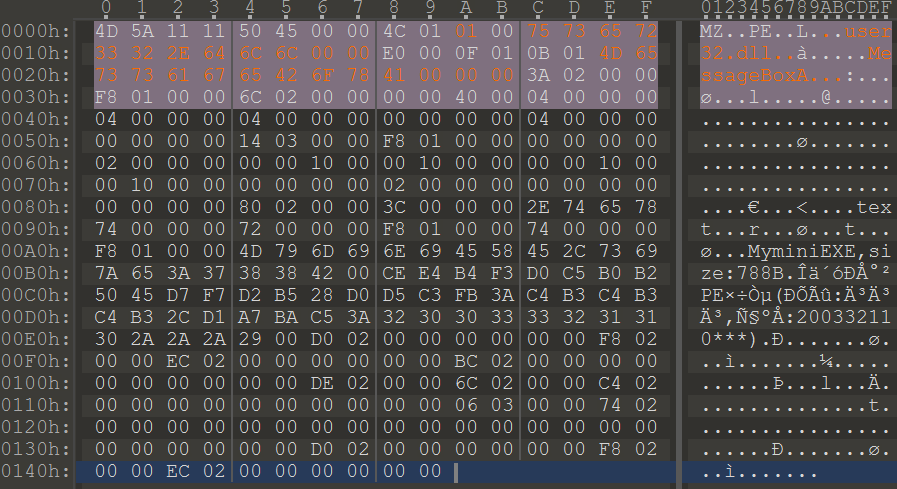 0 1 2 3 4 5 6 7 8 9 A B C D E F 0123456789ABCDEF
0000h: 4D 5A 11 11 50 45 00 00 4C 01 01 00 75 73 65 72 MZ..PE..L...user
0010h: 33 32 2E 64 6C 6C 00 00 E0 00 0F 01 0B 01 4D 65 32.dll..à.....Me
0020h: 73 73 61 67 65 42 6F 78 41 00 00 00 3A 02 00 00 ssageBoxA...:...
0030h: F8 01 00 00 6C 02 00 00 00 00 40 00 04 00 00 00 ø...l.....@.....
0040h: 04 00 00 00 04 00 00 00 00 00 00 00 04 00 00 00 ................
0050h: 00 00 00 00 14 03 00 00 F8 01 00 00 00 00 00 00 ........ø.......
0060h: 02 00 00 00 00 00 10 00 00 10 00 00 00 00 10 00 ................
0070h: 00 10 00 00 00 00 00 00 02 00 00 00 00 00 00 00 ................
0080h: 00 00 00 00 80 02 00 00 3C 00 00 00 2E 74 65 78 ....€...<....tex
0090h: 74 00 00 00 72 00 00 00 F8 01 00 00 74 00 00 00 t...r...ø...t...
00A0h: F8 01 00 00 4D 79 6D 69 6E 69 45 58 45 2C 73 69 ø...MyminiEXE,si
00B0h: 7A 65 3A 37 38 38 42 00 CE E4 B4 F3 D0 C5 B0 B2 ze:788B.Îä´óÐÅ°²
00C0h: 50 45 D7 F7 D2 B5 28 D0 D5 C3 FB 3A C4 B3 C4 B3 PE×÷Òµ(ÐÕÃû:Ä³Ä³
00D0h: C4 B3 2C D1 A7 BA C5 3A 32 30 30 33 33 32 31 31 Ä³,Ñ§ºÅ:20033211
00E0h: 30 2A 2A 2A 29 00 D0 02 00 00 00 00 00 00 F8 02 0***).Ð.......ø.
00F0h: 00 00 EC 02 00 00 00 00 00 00 BC 02 00 00 00 00 ..ì.......¼.....
0100h: 00 00 00 00 00 00 DE 02 00 00 6C 02 00 00 C4 02 ......Þ...l...Ä.
0110h: 00 00 00 00 00 00 00 00 00 00 06 03 00 00 74 02 ..............t.
0120h: 00 00 00 00 00 00 00 00 00 00 00 00 00 00 00 00 ................
0130h: 00 00 00 00 00 00 D0 02 00 00 00 00 00 00 F8 02 ......Ð.......ø.
0140h: 00 00 EC 02 00 00 00 00 00 00 ..ì.......